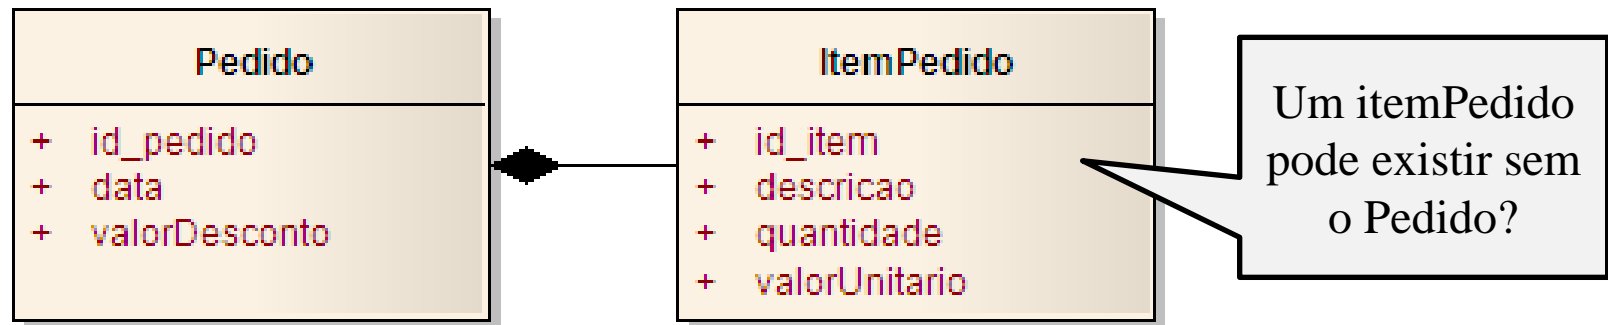 Pedido
+ id_pedido
+ data
+ valorDesconto
ItemPedido
+ id_item
+ descricao
+ quantidade
+ valorUnitario
Um itemPedido
pode existir sem
o Pedido?